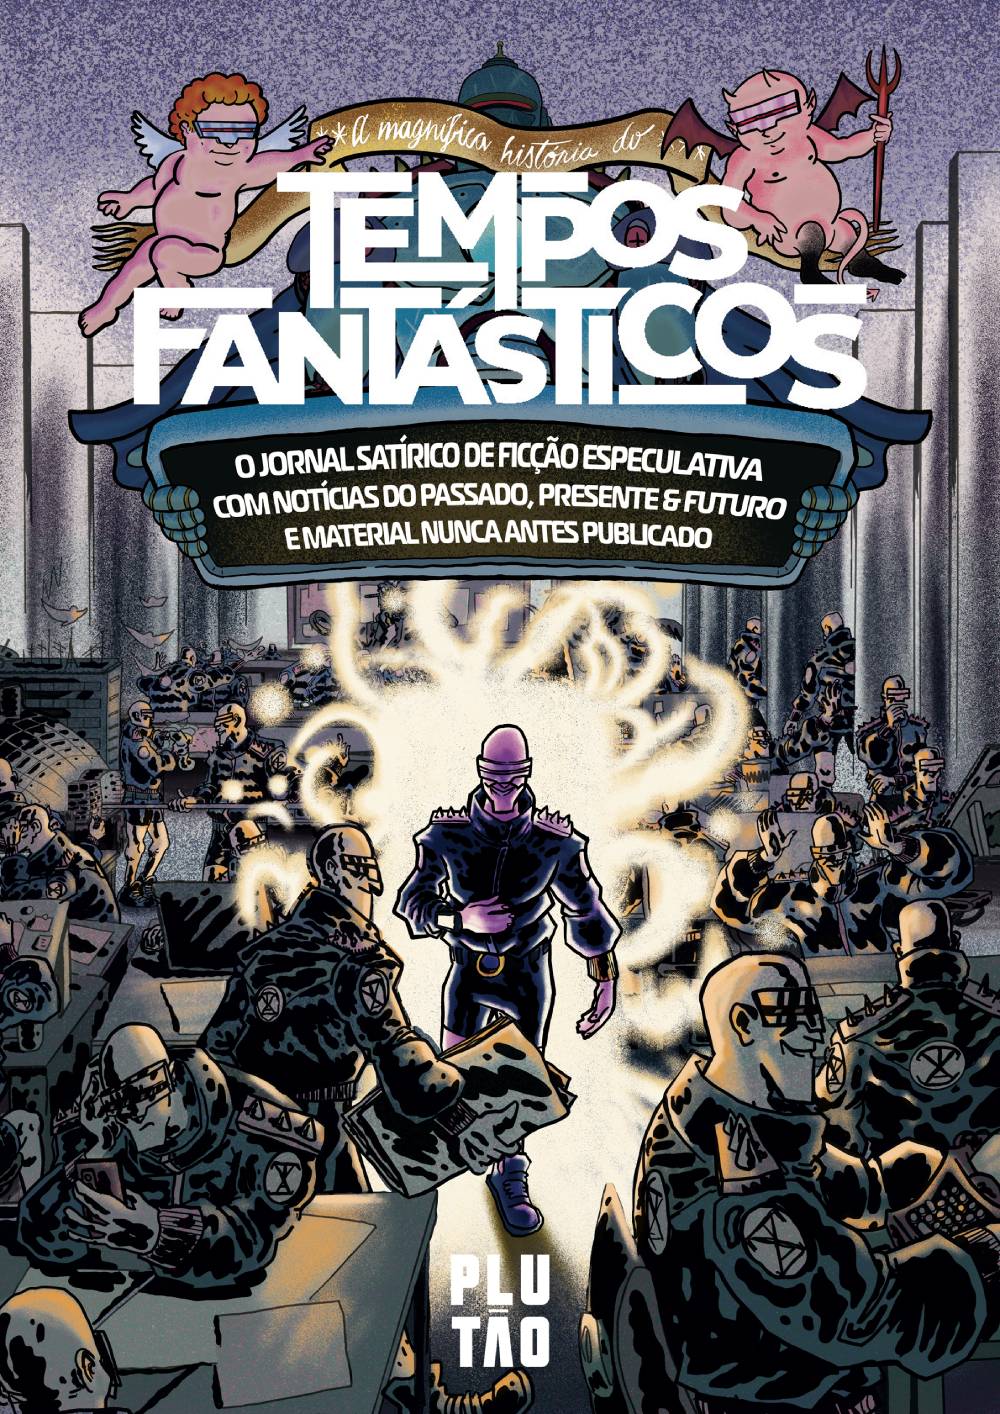 **A magnífica história do***
TEMPOS
FANTÁSTICOS
O JORNAL SATÍRICO DE FICÇÃO ESPECULATIVA
COM NOTÍCIAS DO PASSADO, PRESENTE & FUTURO
E MATERIAL NUNCA ANTES PUBLICADO
PLU
TÃO